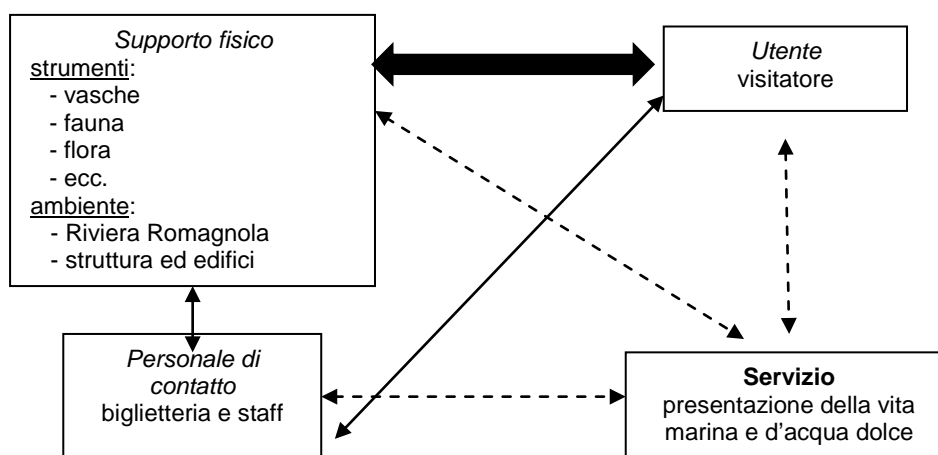 Supporto fisico
strumenti:
- vasche
- fauna
- flora
- ecc.
ambiente:
- Riviera Romagnola
- struttura ed edifici
Utente
visitatore
Personale di
contatto
biglietteria e staff
Servizio
presentazione della vita
marina e d'acqua dolce